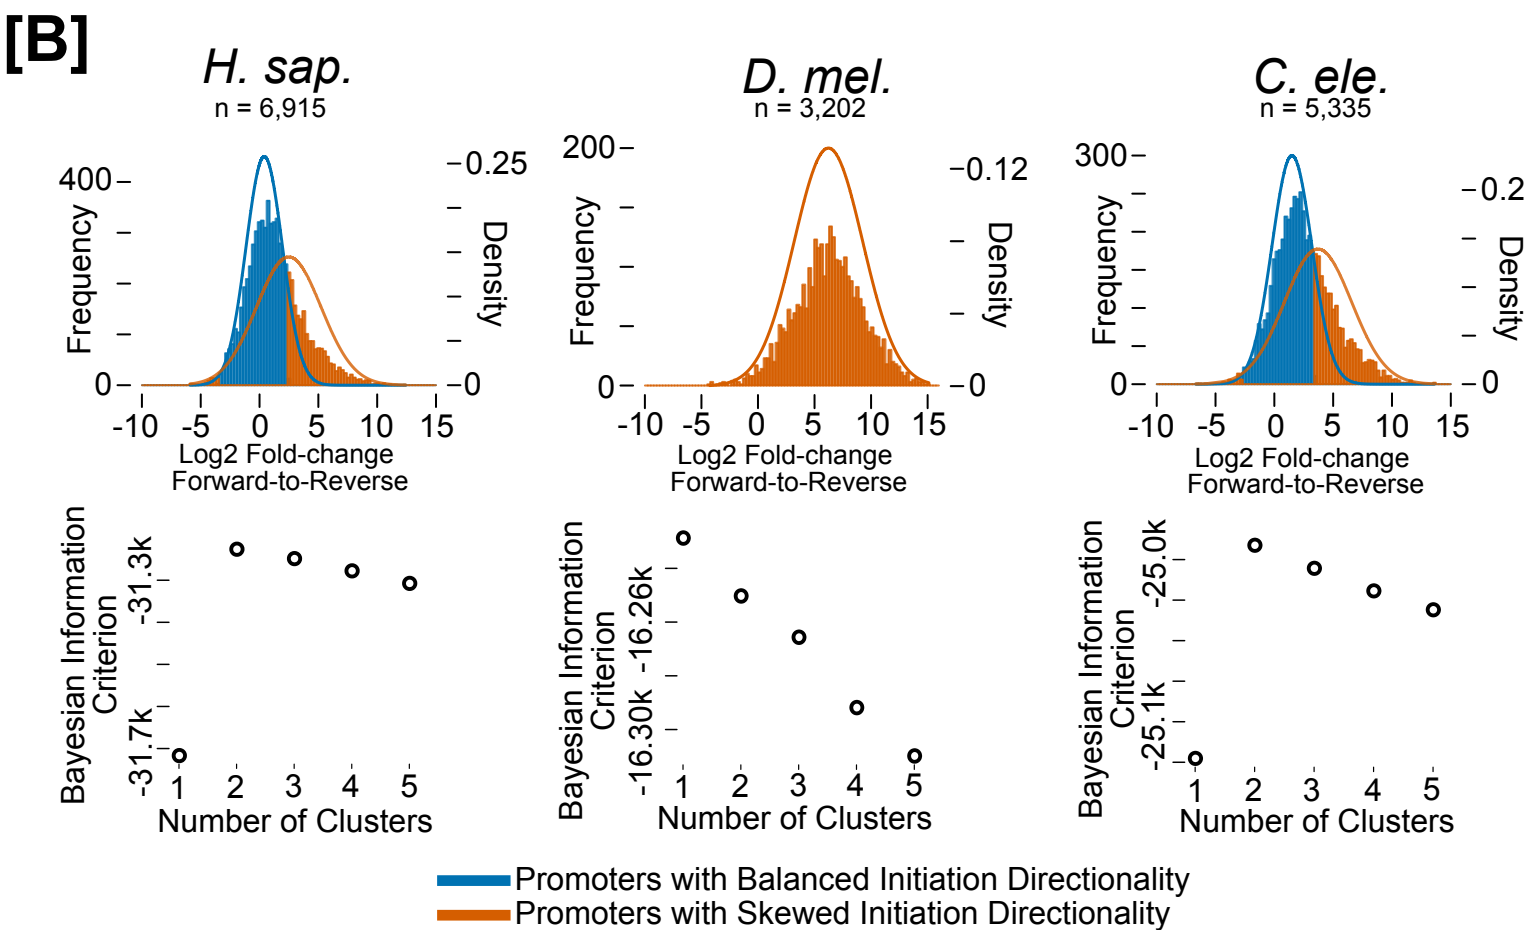 [B]
H. sap.
n = 6,915
400
0
Frequency
0.25
0
Density
-10 -5 0 5 10 15
Log2 Fold-change
Forward-to-Reverse
D. mel.
n = 3,202
200
0
Frequency
0.12
0
Density
-10 -5 0 5 10 15
Log2 Fold-change
Forward-to-Reverse
C. ele.
n = 5,335
300
0
Frequency
0.2
0
Density
-10 -5 0 5 10 15
Log2 Fold-change
Forward-to-Reverse
Bayesian Information
Criterion
-31.3k
-31.7k
1 2 3 4 5
Number of Clusters
Bayesian Information
Criterion
-16.26k
-16.30k
1 2 3 4 5
Number of Clusters
Bayesian Information
Criterion
-25.0k
-25.1k
1 2 3 4 5
Number of Clusters
Promoters with Balanced Initiation Directionality
Promoters with Skewed Initiation Directionality